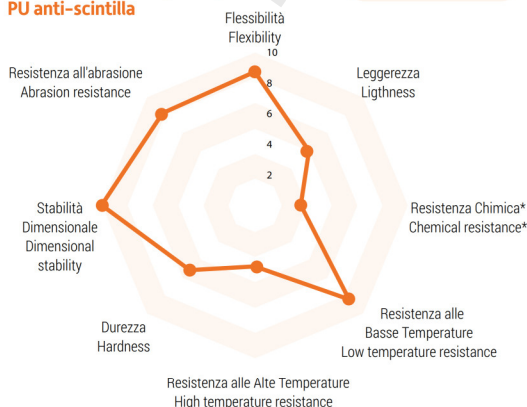 PU anti-scintilla
Flessibilità
Flexibility
10
8
6
4
2
Resistenza all'abrasione
Abrasion resistance
Leggerezza
Ligthness
Stabilità
Dimensionale
Dimensional
stability
Resistenza Chimica*
Chemical resistance*
Durezza
Hardness
Resistenza alle
Basse Temperature
Low temperature resistance
Resistenza alle Alte Temperature
High temperature resistance